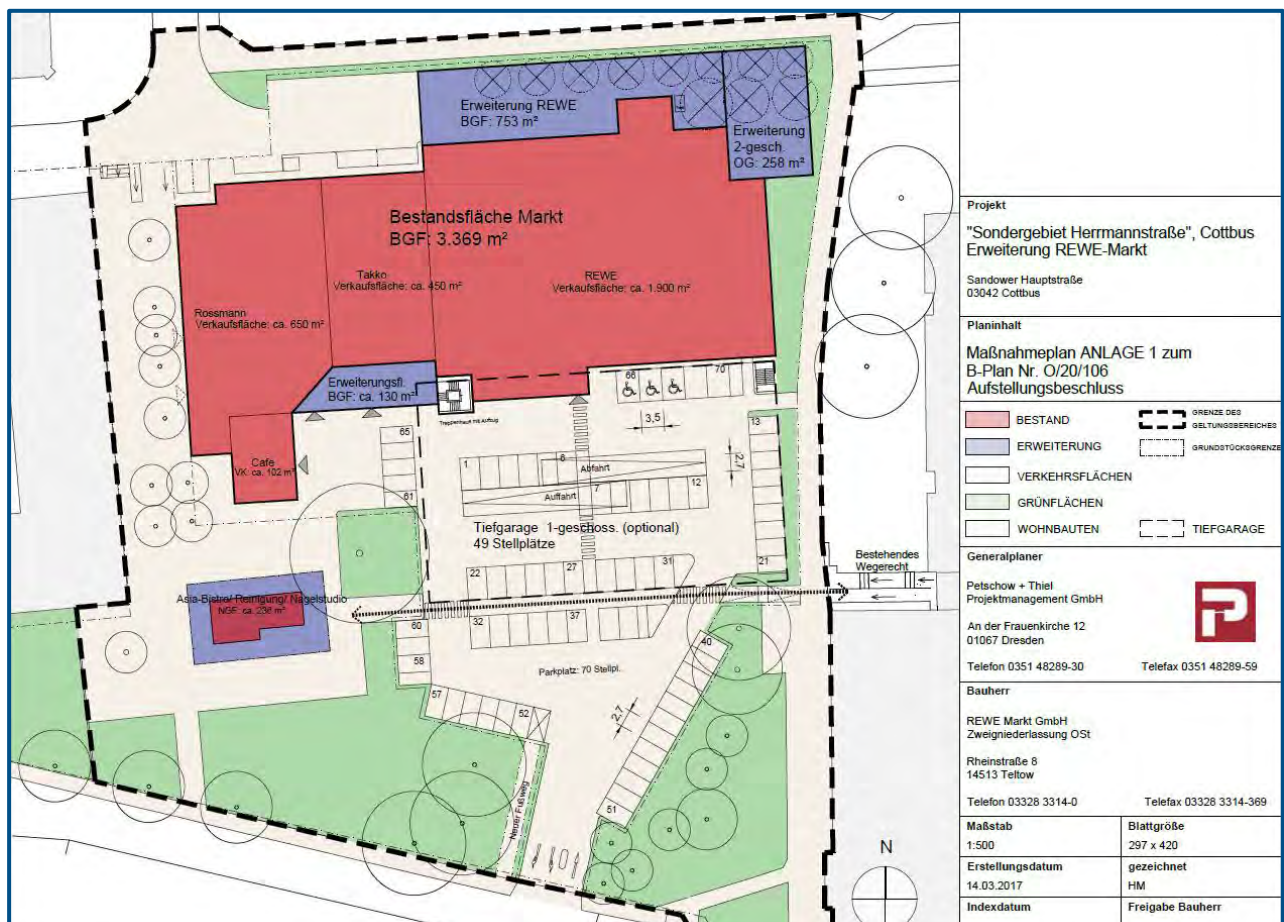 Erweiterung REWE
BGF: 753 m²
Erweiterung
2-gesch.
OG: 258 m²
Bestandsfläche Markt
BGF: 3.369 m²
Takko
Verkaufsfläche: ca. 450 m²
REWE
Verkaufsfläche: ca. 1.900 m²
Rossmann
Verkaufsfläche: ca. 650 m²
Erweiterungsfl.
BGF: ca. 130 m²
Treppenhaus mit Aufzug
Cafe
VK: ca. 102 m²
66
70
3,5
65
61
13
2,7
1
6
Abfahrt
Auffahrt
7
12
Tiefgarage 1-geschoss. (optional)
49 Stellplätze
22
27
31
21
Bestehendes
Wegerecht
Asia-Bistro/ Reinigung/ Nagelstudio
60
32
37
58
40
Parkplatz: 70 Stellpl.
57
52
2,7
51
Neuer Fußweg
N
Projekt
"Sondergebiet Herrmannstraße", Cottbus
Erweiterung REWE-Markt
Sandower Hauptstraße
03042 Cottbus
Planinhalt
Maßnahmeplan ANLAGE 1 zum
B-Plan Nr. O/20/106
Aufstellungsbeschluss
BESTAND
GRENZE DES
GELTUNGSBEREICHES
ERWEITERUNG
GRUNDSTÜCKSGRENZE
VERKEHRSFLÄCHEN
GRÜNFLÄCHEN
WOHNBAUTEN
TIEFGARAGE
Generalplaner
Petschow + Thiel
Projektmanagement GmbH
An der Frauenkirche 12
01067 Dresden
Telefon 0351 48289-30 Telefax 0351 48289-59
Bauherr
REWE Markt GmbH
Zweigniederlassung OSt
Rheinstraße 8
14513 Teltow
Telefon 03328 3314-0 Telefax 03328 3314-369
Maßstab
1:500
Blattgröße
297 x 420
Erstellungsdatum
14.03.2017
gezeichnet
HM
Indexdatum
Freigabe Bauherr